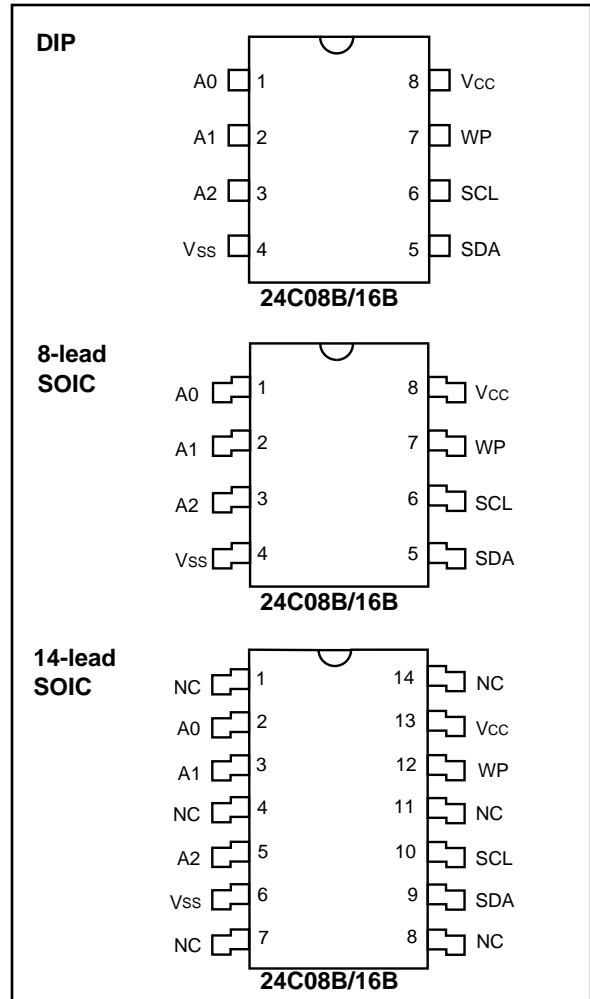 DIP
A0 1 8 VCC
A1 2 7 WP
A2 3 6 SCL
VSS 4 5 SDA
24C08B/16B
8-lead
SOIC
A0 1 8 VCC
A1 2 7 WP
A2 3 6 SCL
VSS 4 5 SDA
24C08B/16B
14-lead
SOIC
NC 1 14 NC
A0 2 13 VCC
A1 3 12 WP
NC 4 11 NC
A2 5 10 SCL
VSS 6 9 SDA
NC 7 8 NC
24C08B/16B